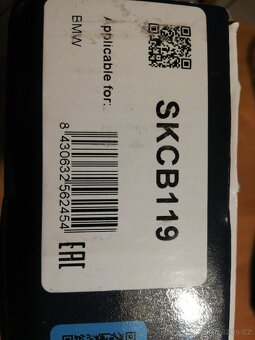 Applicable for:
BMW
SKCB119
8 430632 562454
EAC